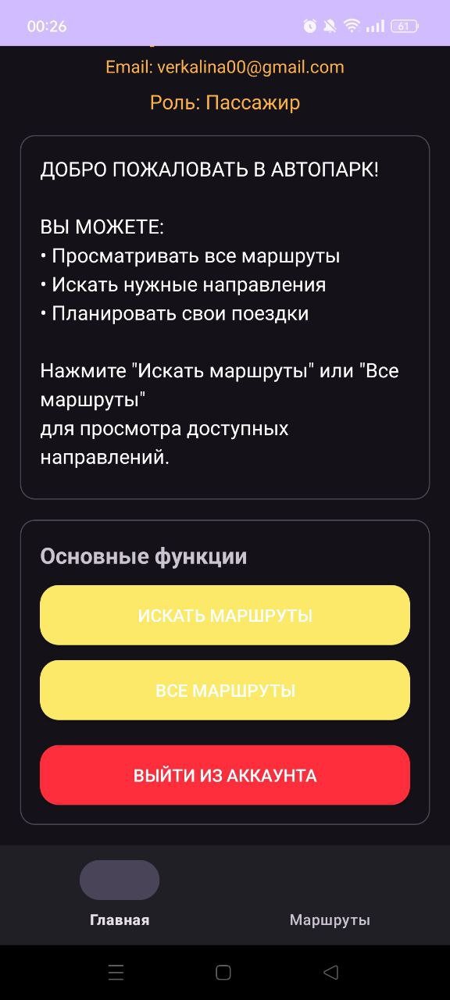 00:26
61
Email: verkalina00@gmail.com
Роль: Пассажир
ДОБРО ПОЖАЛОВАТЬ В АВТОПАРК!
ВЫ МОЖЕТЕ:
• Просматривать все маршруты
• Искать нужные направления
• Планировать свои поездки
Нажмите "Искать маршруты" или "Все
маршруты"
для просмотра доступных
направлений.
Основные функции
ИСКАТЬ МАРШРУТЫ
ВСЕ МАРШРУТЫ
ВЫЙТИ ИЗ АККАУНТА
Главная
Маршруты